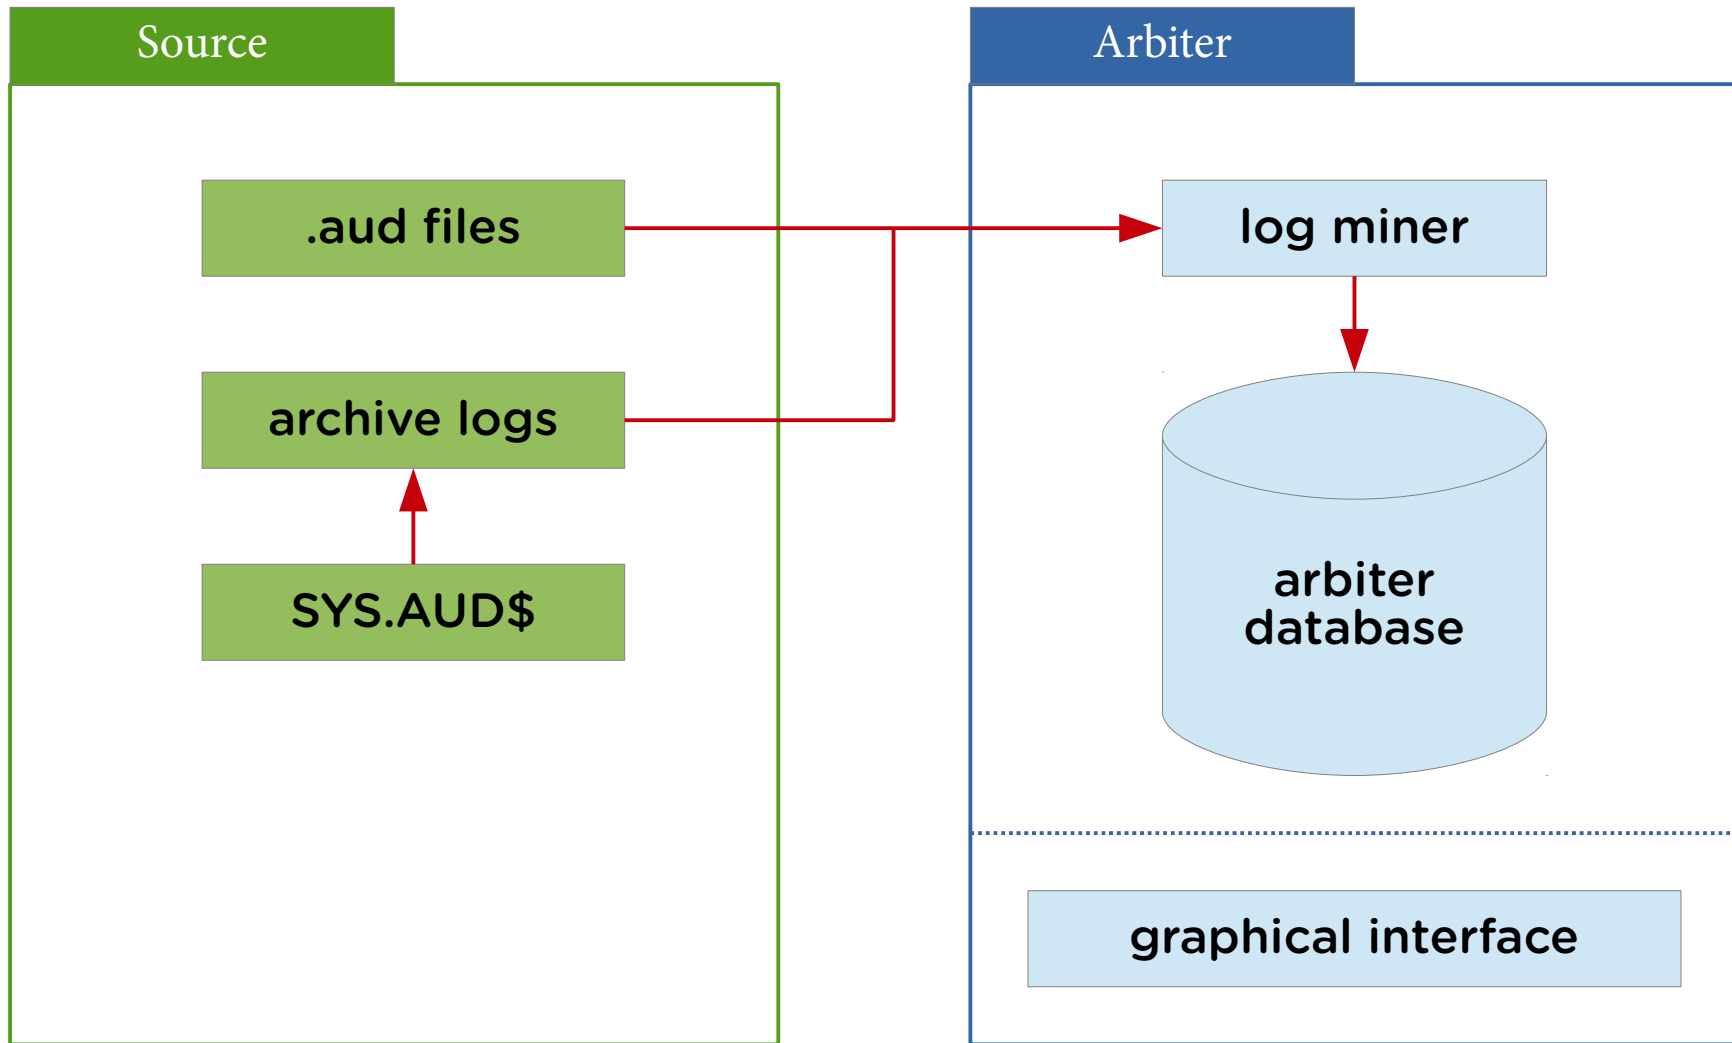 Source
Arbiter
.aud files
log miner
archive logs
SYS.AUD$
arbiter
database
graphical interface